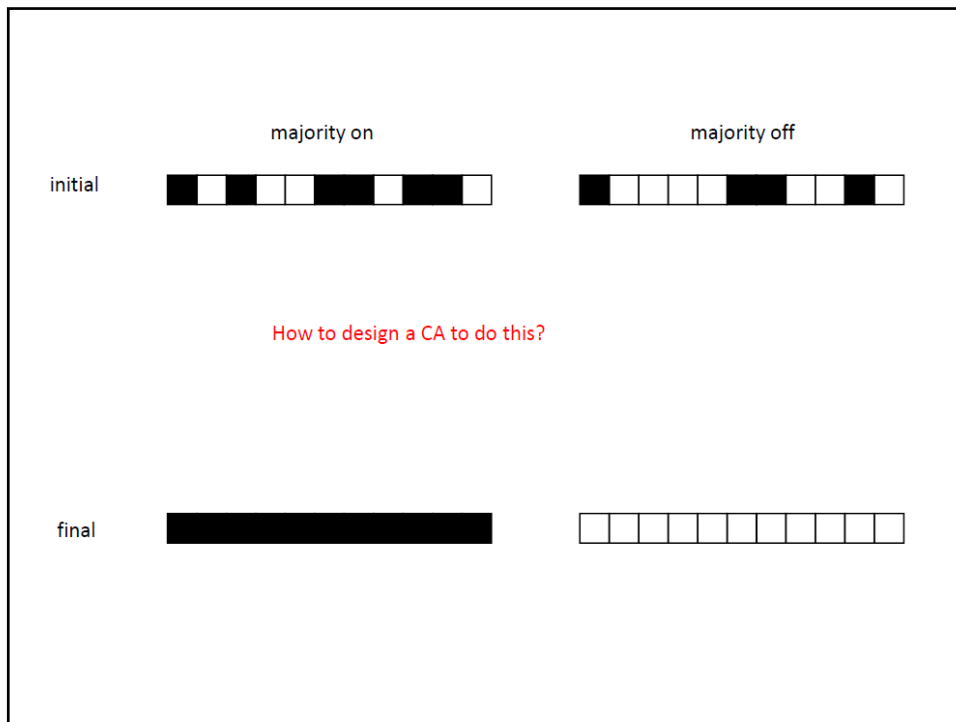 majority on
majority off
initial
How to design a CA to do this?
final